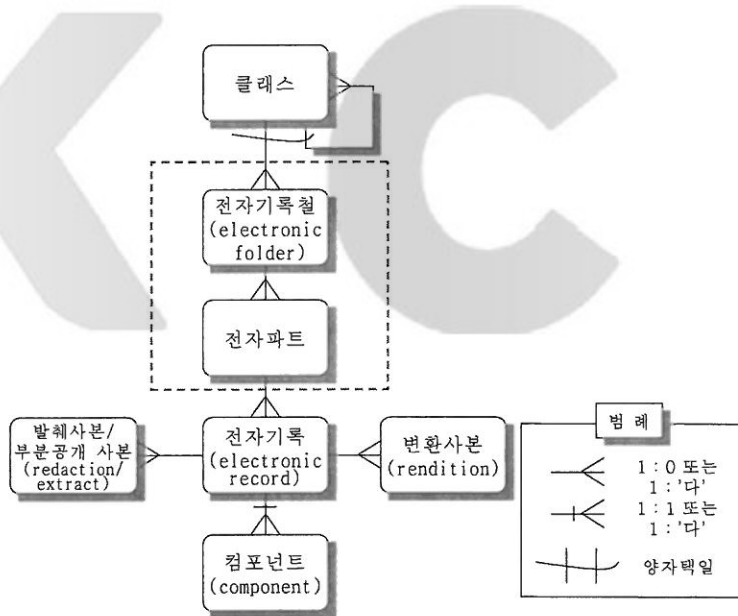 클래스
전자기록철
(electronic
folder)
전자파트
발췌사본/
부분공개 사본
(redaction/
extract)
전자기록
(electronic
record)
변환사본
(rendition)
컴포넌트
(component)
범 례
1 : 0 또는
1 : '다'
1 : 1 또는
1 : '다'
양자택일
KC